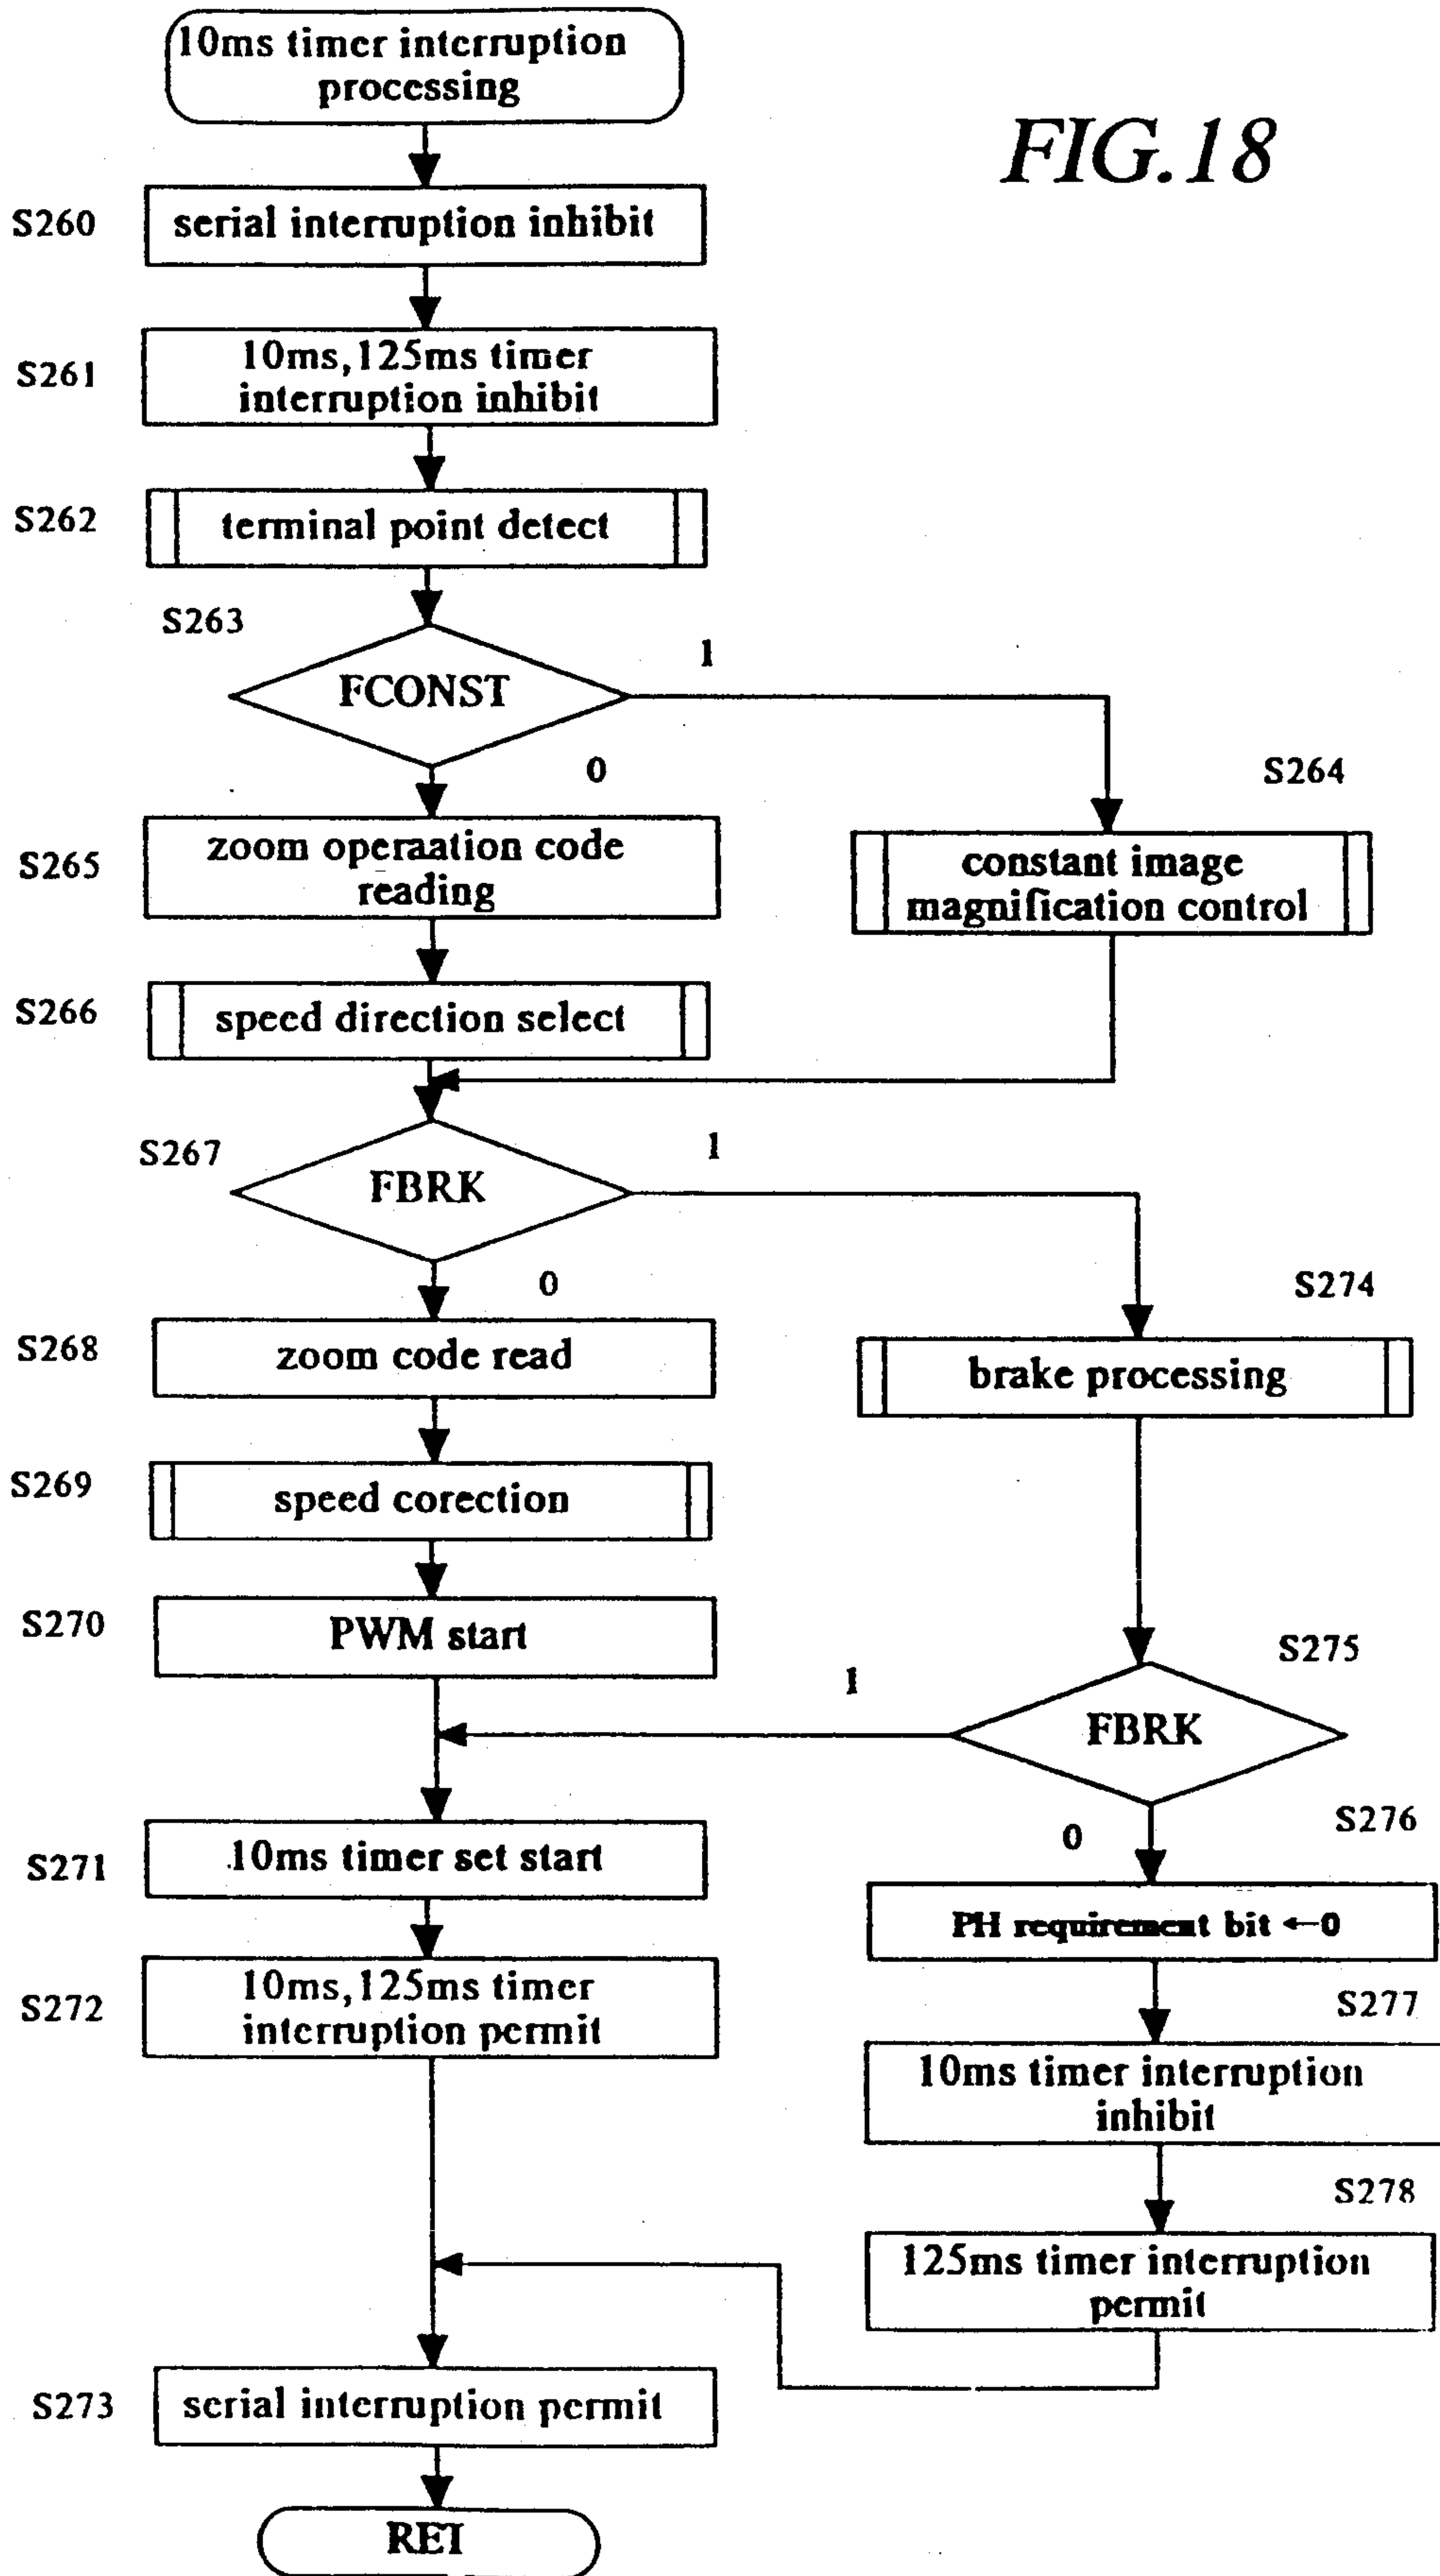 10ms timer interruption
processing
FIG.18
S260
serial interruption inhibit
S261
10ms,125ms timer
interruption inhibit
S262
terminal point detect
S263
FCONST
1
0
S264
constant image
magnification control
S265
zoom operaation code
reading
S266
speed direction select
S267
FBRK
1
0
S274
brake processing
S268
zoom code read
S269
speed corection
S270
PWM start
S275
FBRK
1
0
S276
PH requirement bit ←0
S271
10ms timer set start
S272
10ms,125ms timer
interruption permit
S277
10ms timer interruption
inhibit
S278
125ms timer interruption
permit
S273
serial interruption permit
RET